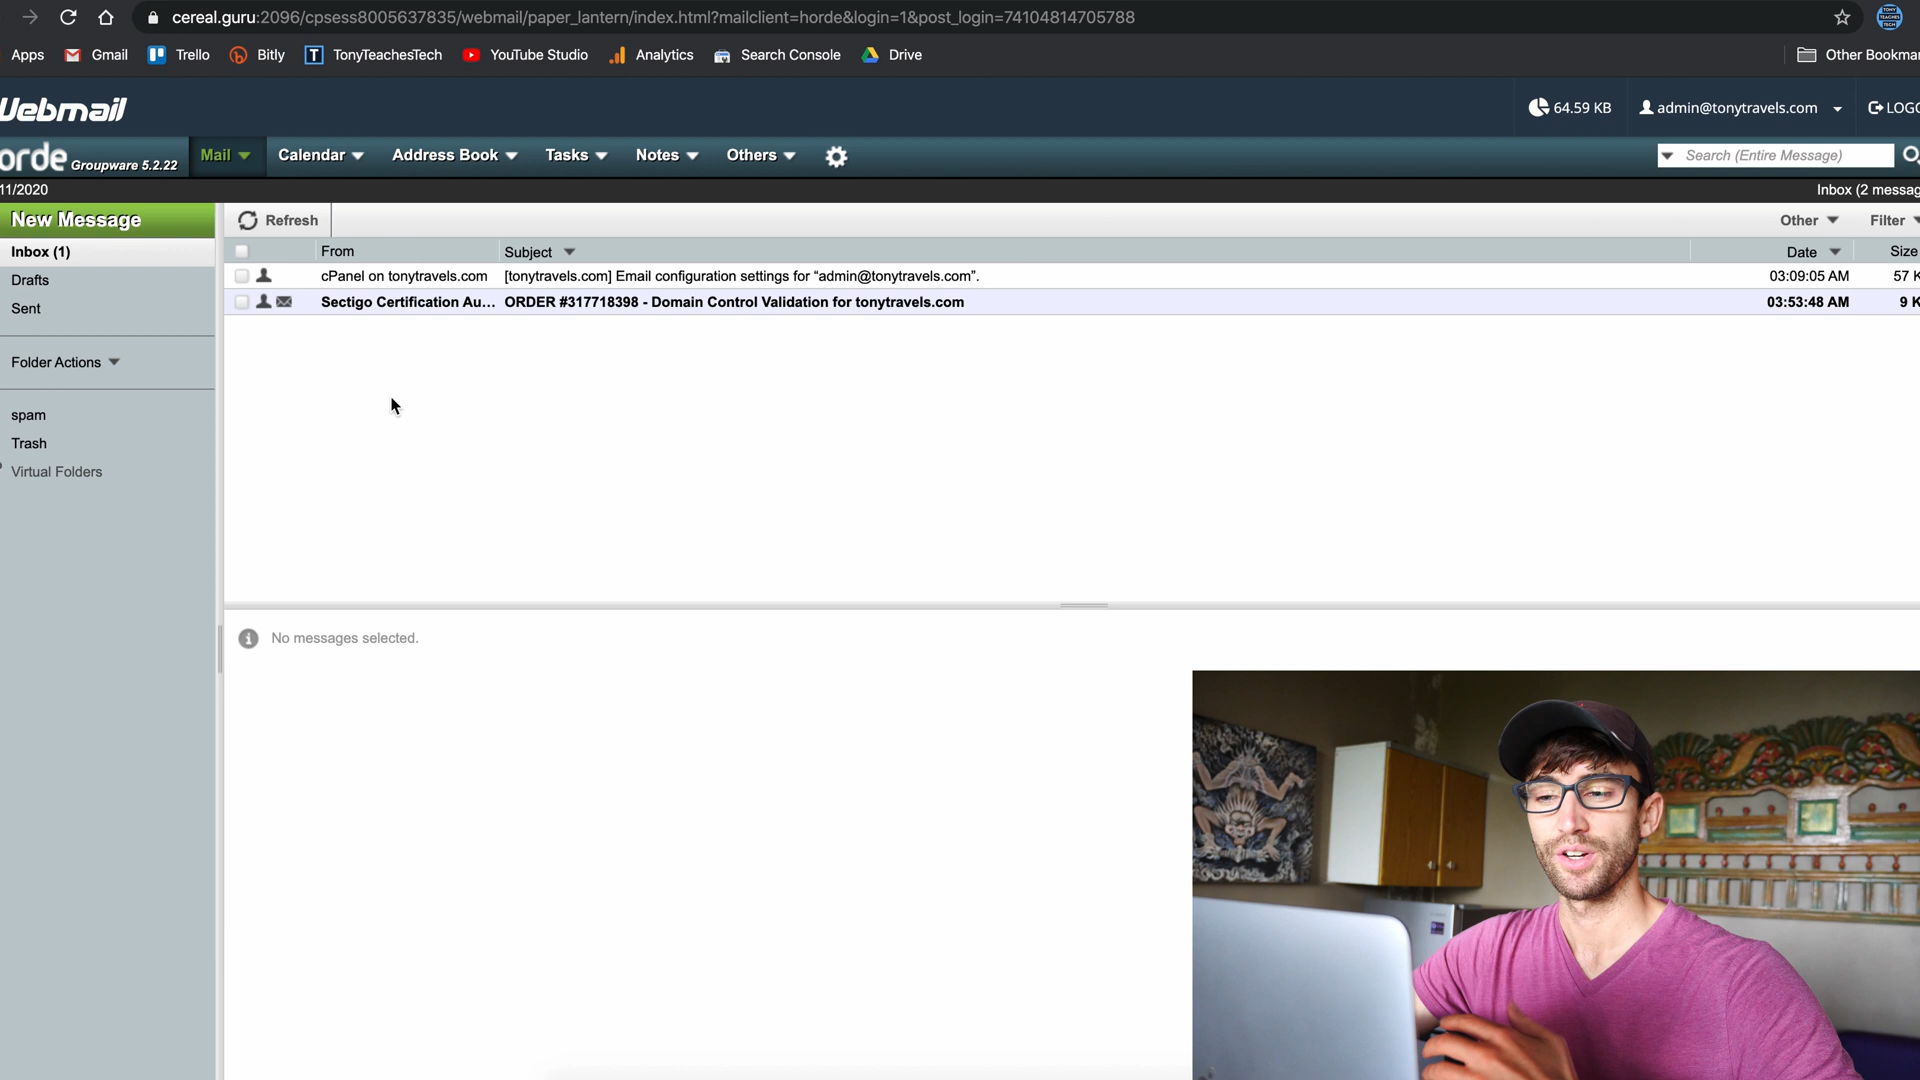 cereal.guru:2096/cpsess8005637835/webmail/paper_lantern/index.html?mailclient=horde&login=1&post_login=74104814705788
Apps Gmail Trello Bitly T TonyTeachesTech YouTube Studio Analytics Search Console Drive Other Bookmar
Webmail 64.59 KB admin@tonytravels.com LOGO
orde Groupware 5.2.22 Mail Calendar Address Book Tasks Notes Others Search (Entire Message)
11/2020 Inbox (2 messag
New Message Refresh Other Filter
Inbox (1) From Subject Date Size
Drafts cPanel on tonytravels.com [tonytravels.com] Email configuration settings for “admin@tonytravels.com”. 03:09:05 AM 57 K
Sent Sectigo Certification Au... ORDER #317718398 - Domain Control Validation for tonytravels.com 03:53:48 AM 9 K
Folder Actions
spam
Trash
Virtual Folders
No messages selected.